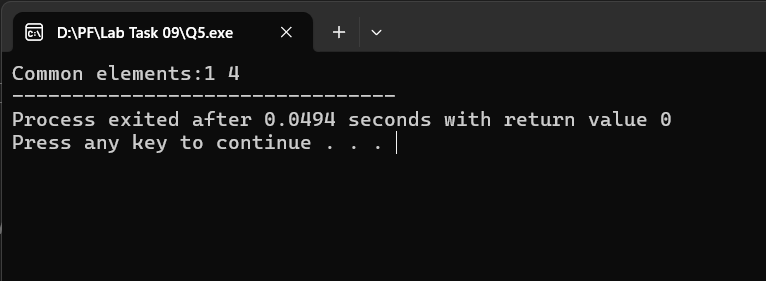 D:\PF\Lab Task 09\Q5.exe
Common elements:1 4
--------------------------------
Process exited after 0.0494 seconds with return value 0
Press any key to continue . . .